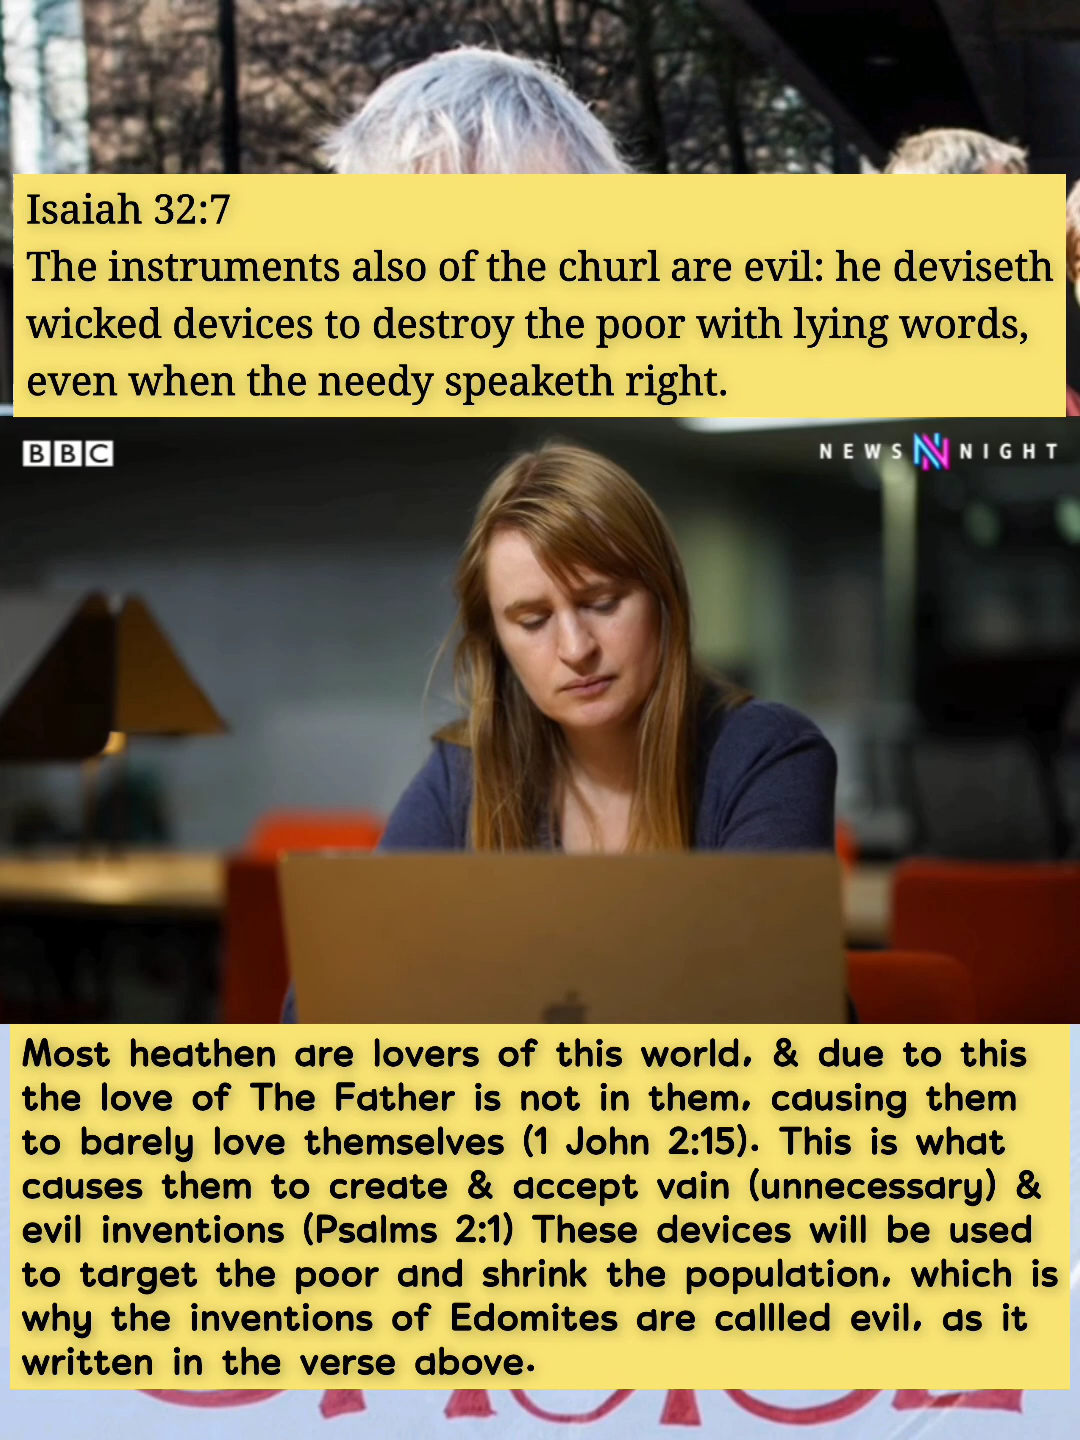 Isaiah 32:7
The instruments also of the churl are evil: he deviseth
wicked devices to destroy the poor with lying words,
even when the needy speaketh right.
BBC
NEWSNIGHT
Most heathen are lovers of this world, & due to this
the love of The Father is not in them, causing them
to barely love themselves (1 John 2:15). This is what
causes them to create & accept vain (unnecessary) &
evil inventions (Psalms 2:1) These devices will be used
to target the poor and shrink the population, which is
why the inventions of Edomites are callled evil, as it
written in the verse above.